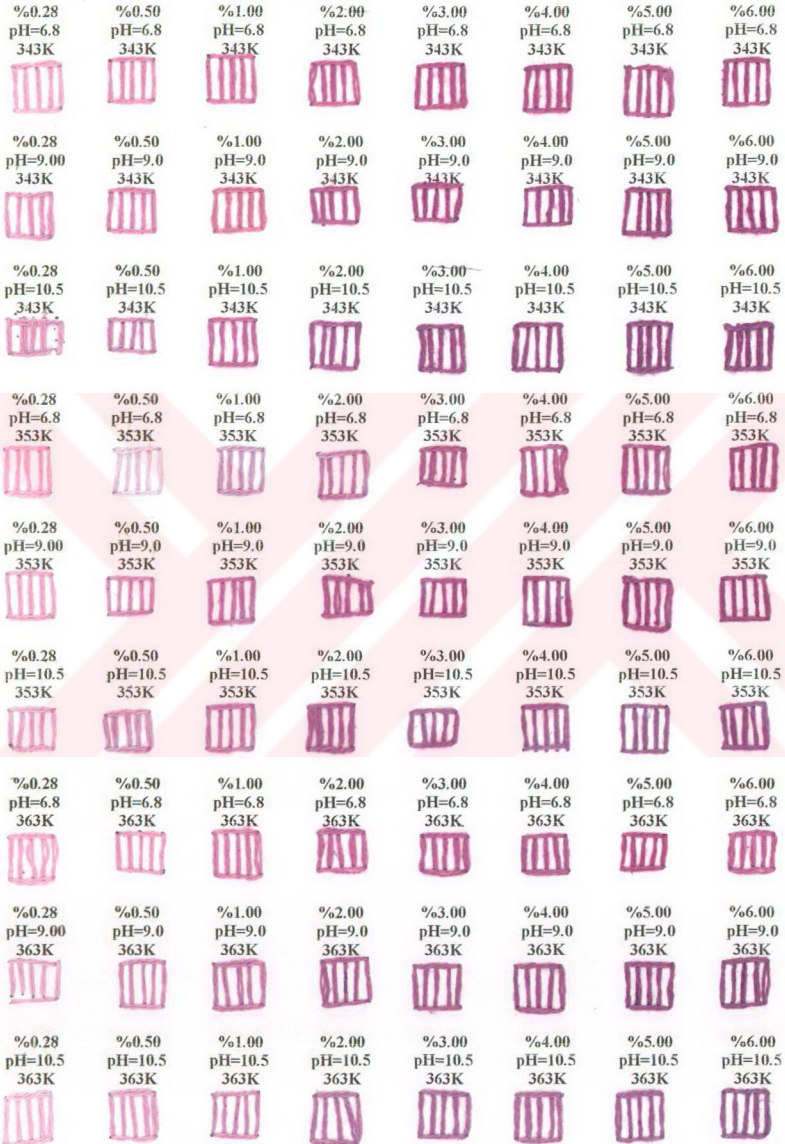 %0.28 %0.50 %1.00 %2.00 %3.00 %4.00 %5.00 %6.00
pH=6.8 pH=6.8 pH=6.8 pH=6.8 pH=6.8 pH=6.8 pH=6.8 pH=6.8
343K 343K 343K 343K 343K 343K 343K 343K
%0.28 %0.50 %1.00 %2.00 %3.00 %4.00 %5.00 %6.00
pH=9.00 pH=9.0 pH=9.0 pH=9.0 pH=9.0 pH=9.0 pH=9.0 pH=9.0
343K 343K 343K 343K 343K 343K 343K 343K
%0.28 %0.50 %1.00 %2.00 %3.00 %4.00 %5.00 %6.00
pH=10.5 pH=10.5 pH=10.5 pH=10.5 pH=10.5 pH=10.5 pH=10.5 pH=10.5
343K 343K 343K 343K 343K 343K 343K 343K
%0.28 %0.50 %1.00 %2.00 %3.00 %4.00 %5.00 %6.00
pH=6.8 pH=6.8 pH=6.8 pH=6.8 pH=6.8 pH=6.8 pH=6.8 pH=6.8
353K 353K 353K 353K 353K 353K 353K 353K
%0.28 %0.50 %1.00 %2.00 %3.00 %4.00 %5.00 %6.00
pH=9.00 pH=9.0 pH=9.0 pH=9.0 pH=9.0 pH=9.0 pH=9.0 pH=9.0
353K 353K 353K 353K 353K 353K 353K 353K
%0.28 %0.50 %1.00 %2.00 %3.00 %4.00 %5.00 %6.00
pH=10.5 pH=10.5 pH=10.5 pH=10.5 pH=10.5 pH=10.5 pH=10.5 pH=10.5
353K 353K 353K 353K 353K 353K 353K 353K
%0.28 %0.50 %1.00 %2.00 %3.00 %4.00 %5.00 %6.00
pH=6.8 pH=6.8 pH=6.8 pH=6.8 pH=6.8 pH=6.8 pH=6.8 pH=6.8
363K 363K 363K 363K 363K 363K 363K 363K
%0.28 %0.50 %1.00 %2.00 %3.00 %4.00 %5.00 %6.00
pH=9.00 pH=9.0 pH=9.0 pH=9.0 pH=9.0 pH=9.0 pH=9.0 pH=9.0
363K 363K 363K 363K 363K 363K 363K 363K
%0.28 %0.50 %1.00 %2.00 %3.00 %4.00 %5.00 %6.00
pH=10.5 pH=10.5 pH=10.5 pH=10.5 pH=10.5 pH=10.5 pH=10.5 pH=10.5
363K 363K 363K 363K 363K 363K 363K 363K